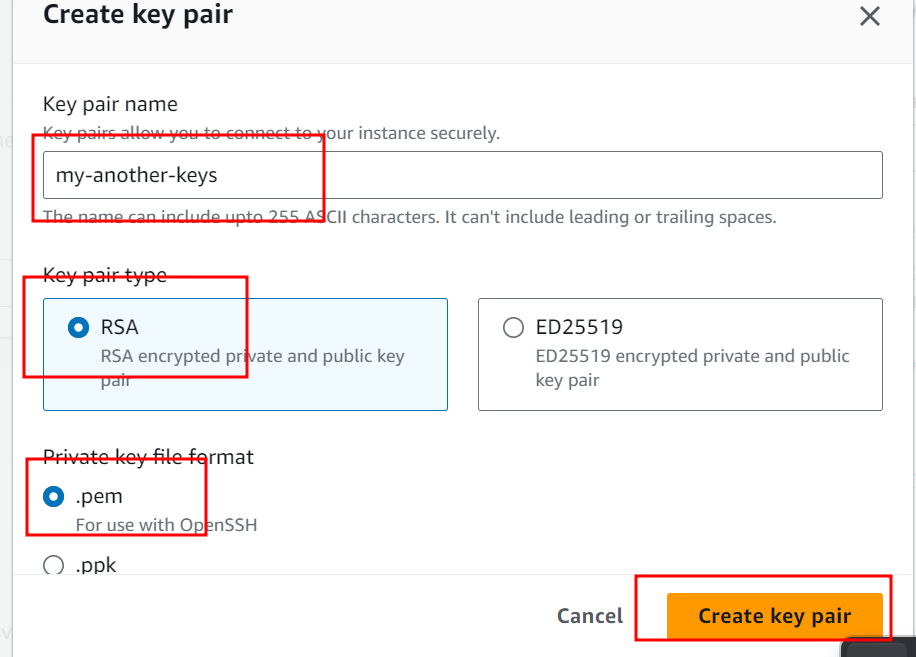 Create key pair
Key pair name
Key pairs allow you to connect to your instance securely.
my-another-keys
The name can include upto 255 ASCII characters. It can't include leading or trailing spaces.
Key pair type
RSA
RSA encrypted private and public key
pair
ED25519
ED25519 encrypted private and public
key pair
Private key file format
.pem
For use with OpenSSH
.ppk
Cancel
Create key pair